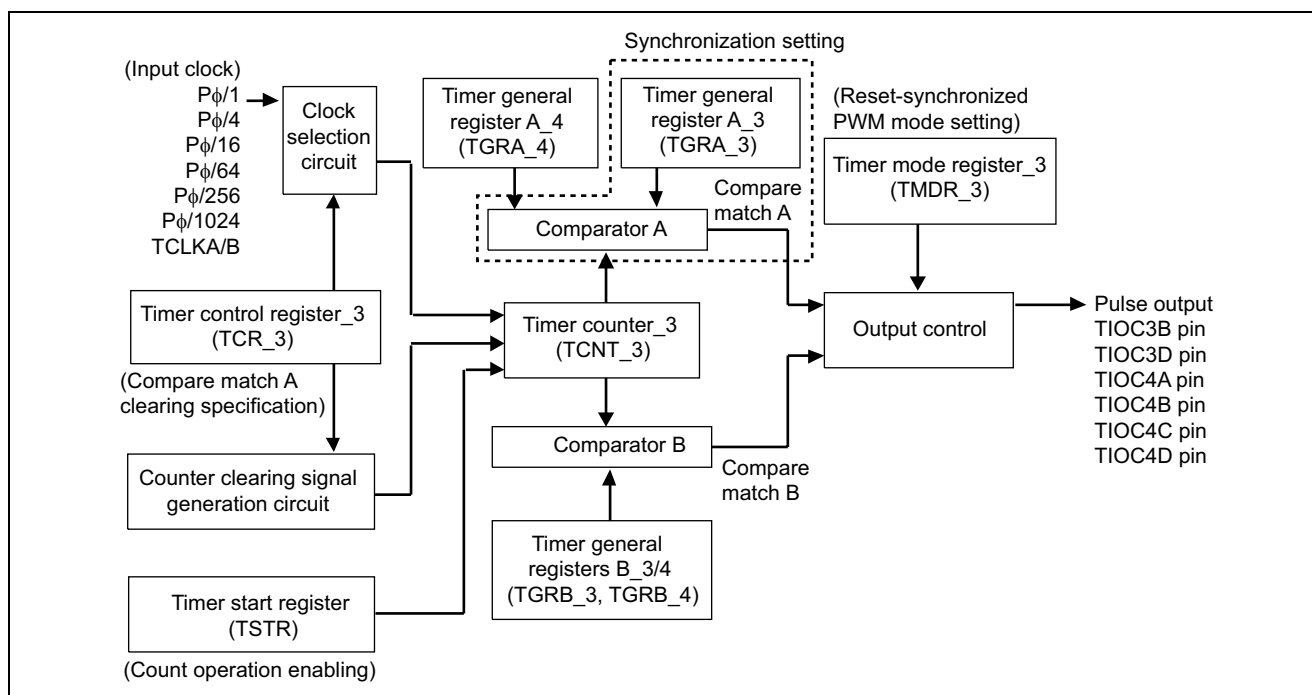 Synchronization setting
(Input clock)
Pϕ/1
Pϕ/4
Pϕ/16
Pϕ/64
Pϕ/256
Pϕ/1024
TCLKA/B
Clock
selection
circuit
Timer general
register A_4
(TGRA_4)
Timer general
register A_3
(TGRA_3)
(Reset-synchronized
PWM mode setting)
Timer mode register_3
(TMDR_3)
Compare
match A
Comparator A
Timer control register_3
(TCR_3)
(Compare match A
clearing specification)
Timer counter_3
(TCNT_3)
Output control
Pulse output
TIOC3B pin
TIOC3D pin
TIOC4A pin
TIOC4B pin
TIOC4C pin
TIOC4D pin
Comparator B
Compare
match B
Counter clearing signal
generation circuit
Timer general
registers B_3/4
(TGRB_3, TGRB_4)
Timer start register
(TSTR)
(Count operation enabling)